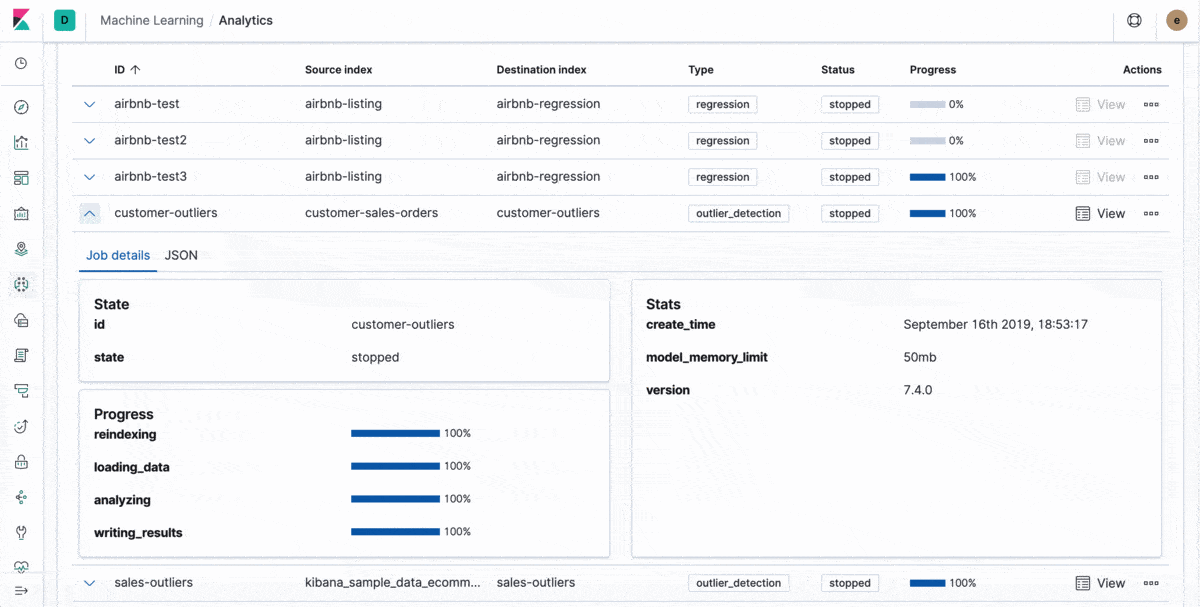 D Machine Learning / Analytics e
ID Source index Destination index Type Status Progress Actions
airbnb-test airbnb-listing airbnb-regression regression stopped 0% View
airbnb-test2 airbnb-listing airbnb-regression regression stopped 0% View
airbnb-test3 airbnb-listing airbnb-regression regression stopped 100% View
customer-outliers customer-sales-orders customer-outliers outlier_detection stopped 100% View
Job details JSON
State
id customer-outliers
state stopped
Progress
reindexing 100%
loading_data 100%
analyzing 100%
writing_results 100%
Stats
create_time September 16th 2019, 18:53:17
model_memory_limit 50mb
version 7.4.0
sales-outliers kibana_sample_data_ecomm... sales-outliers outlier_detection stopped 100% View